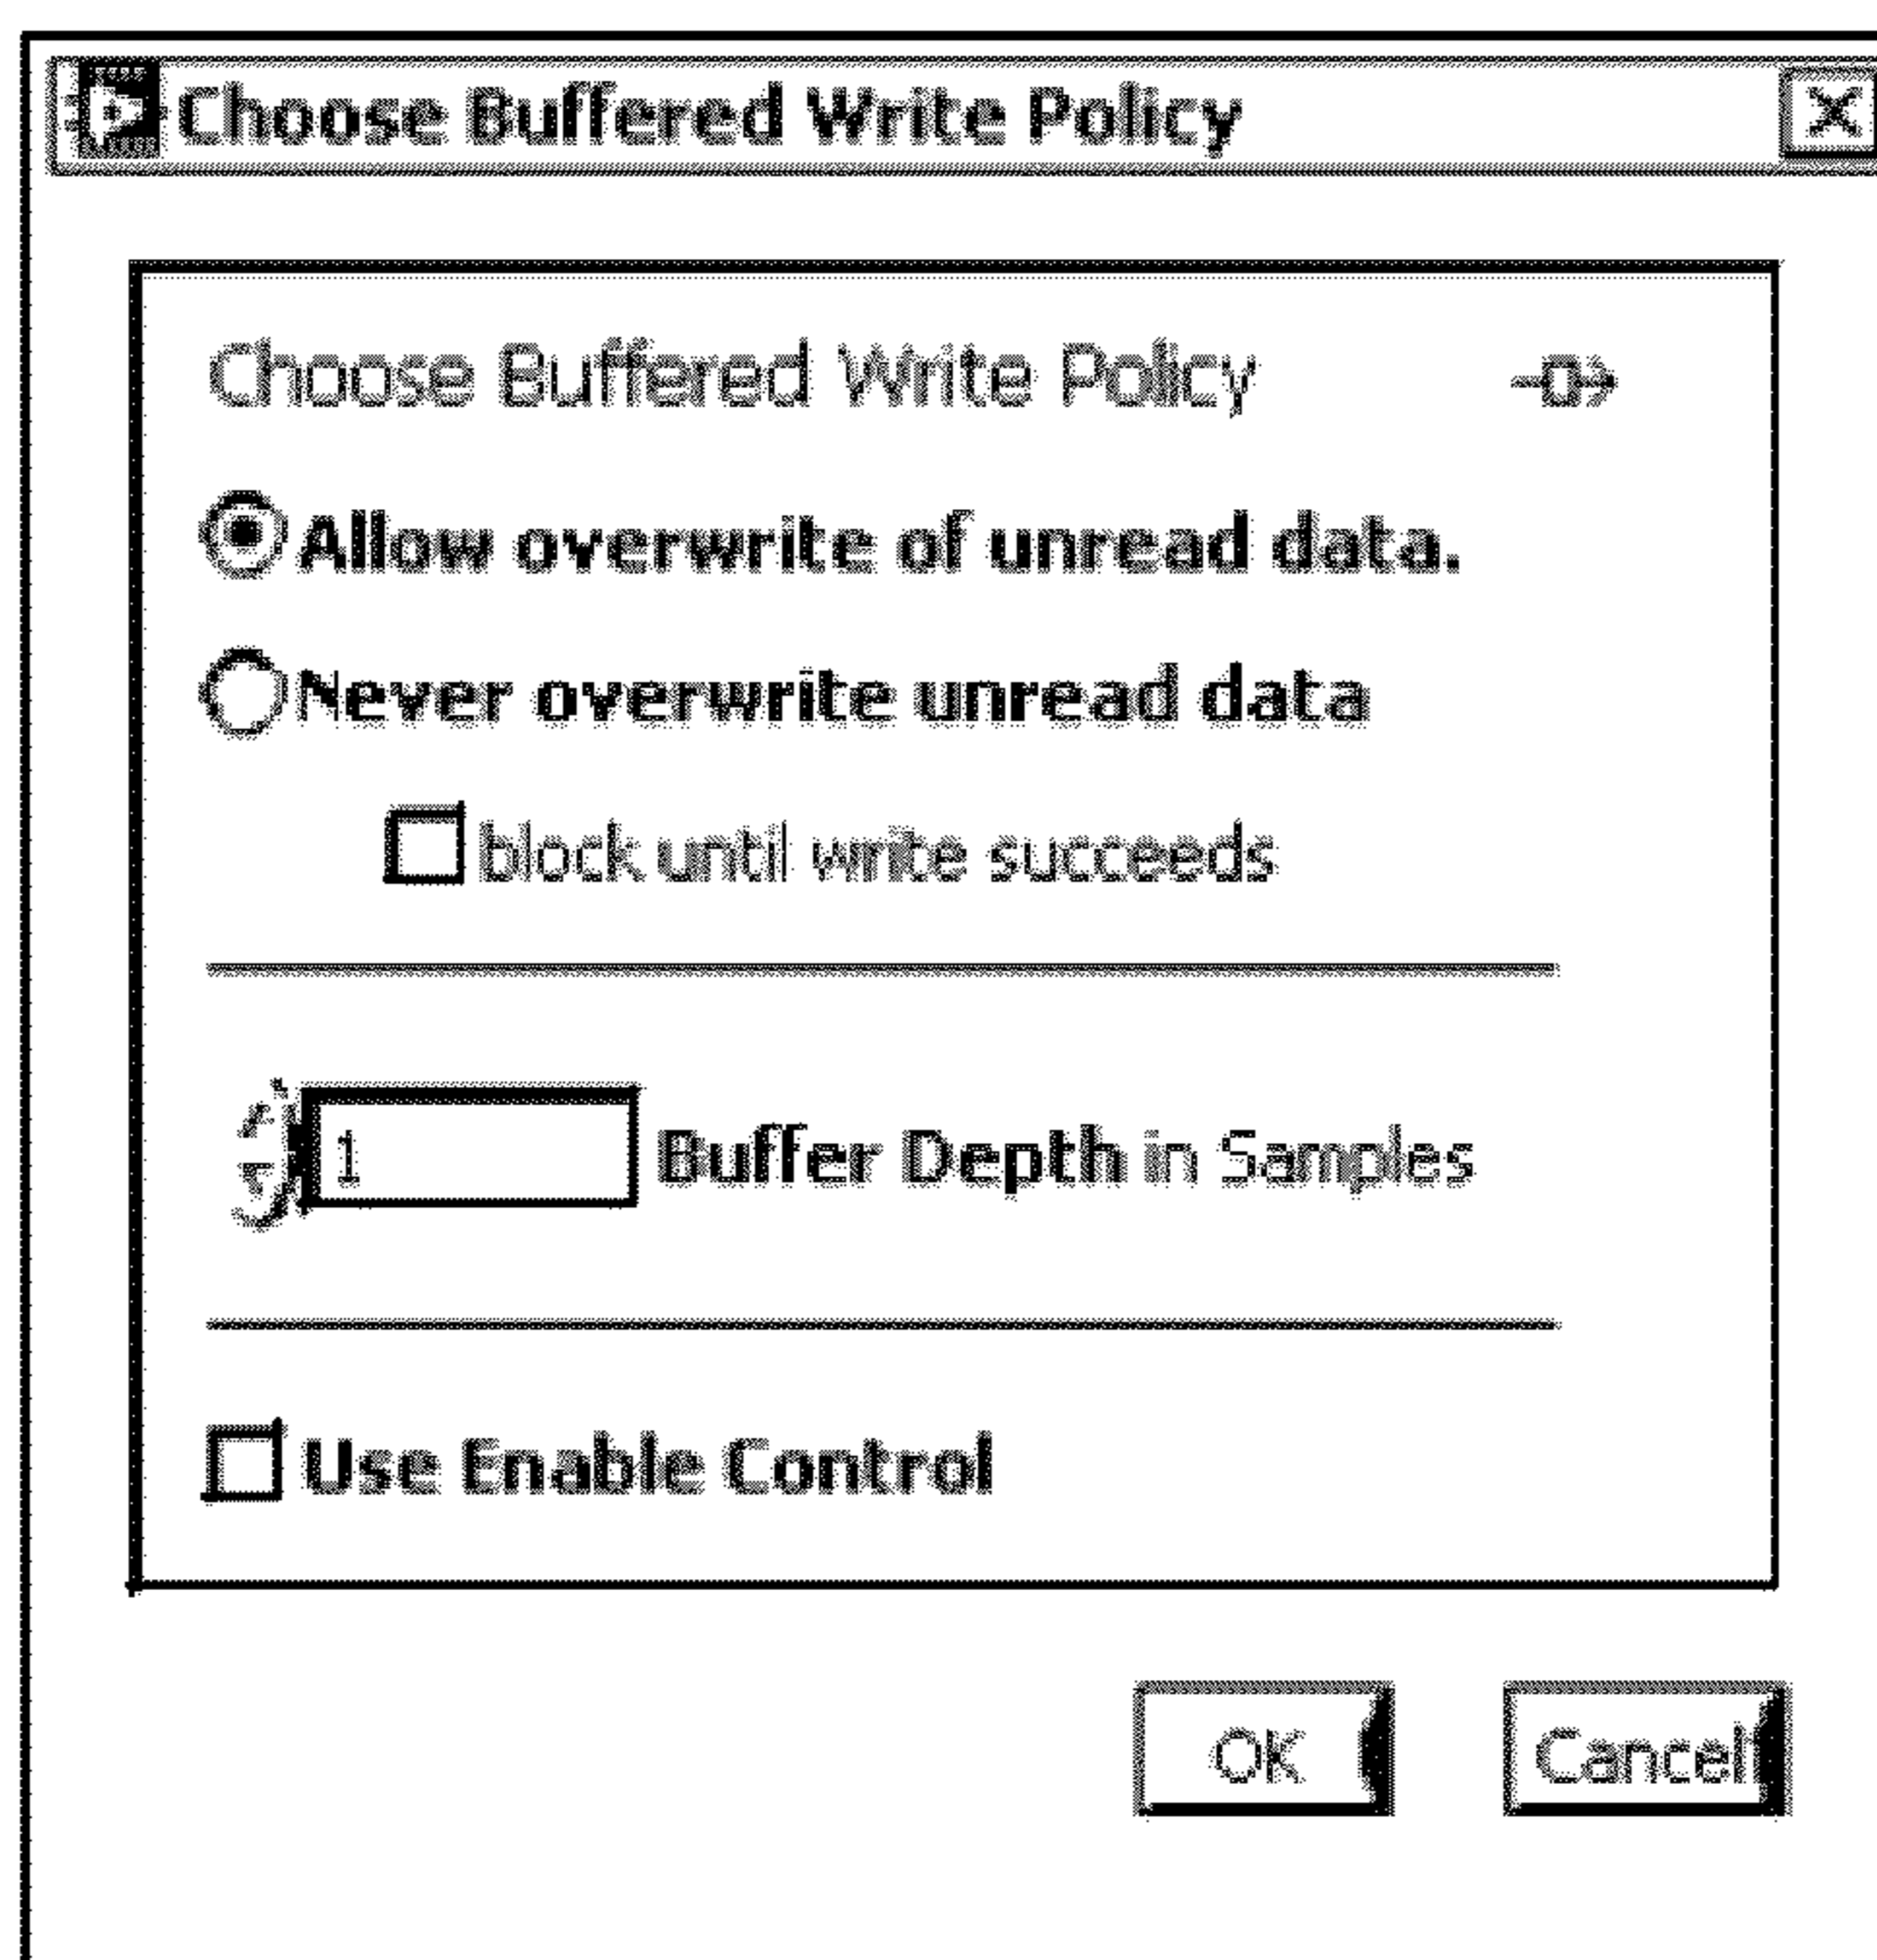 Choose Buffered Write Policy
Choose Buffered Write Policy
Allow overwrite of unread data.
Never overwrite unread data
block until write succeeds
1 Buffer Depth in Samples
Use Enable Control
OK Cancel